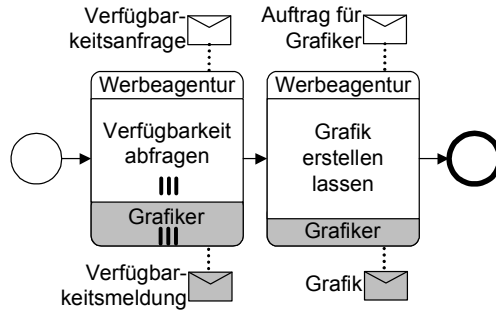 Verfügbar-
keitsanfrage
Auftrag für
Grafiker
Werbeagentur
Verfügbarkeit
abfragen
Grafiker
Werbeagentur
Grafik
erstellen
lassen
Grafiker
Verfügbar-
keitsmeldung
Grafik